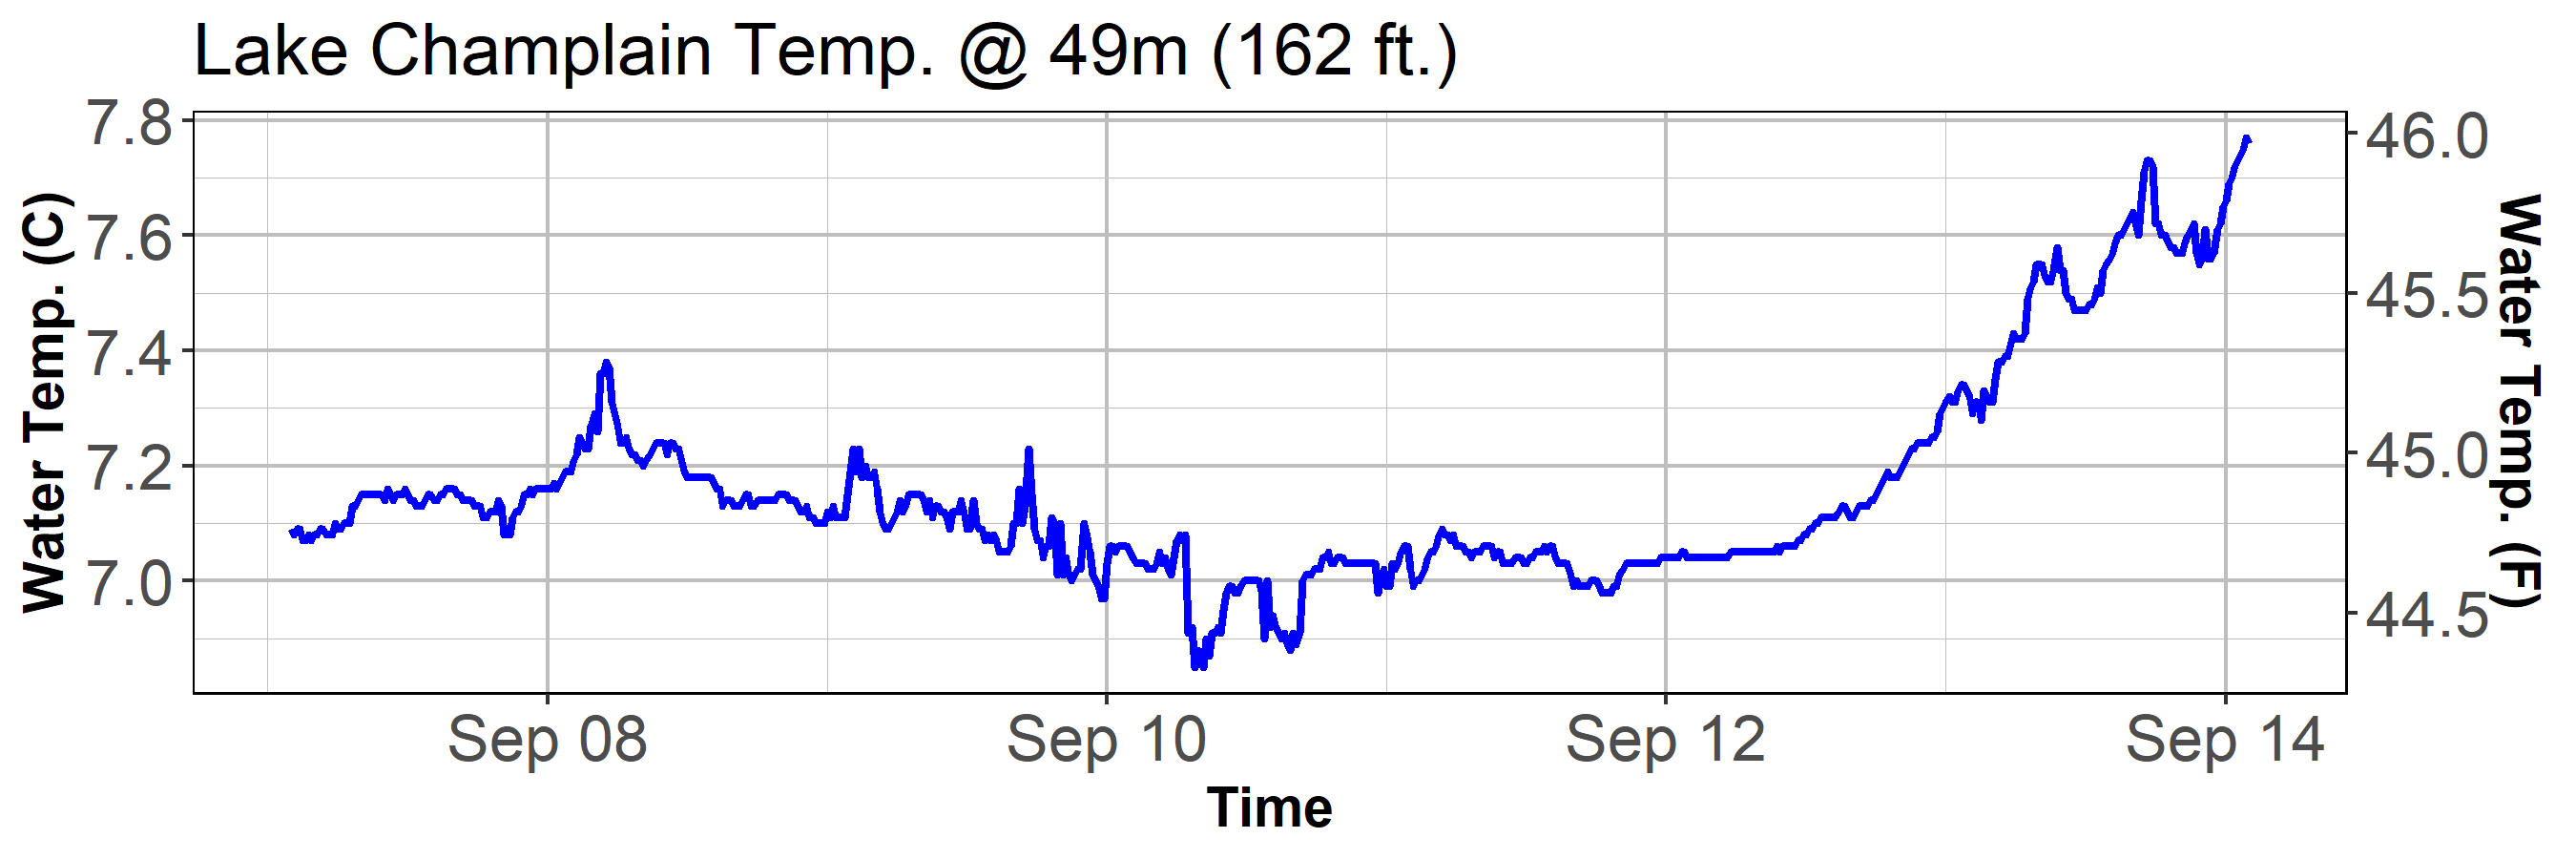 Lake Champlain Temp. @ 49m (162 ft.)
Water Temp. (C)
7.8
7.6
7.4
7.2
7.0
46.0
45.5
45.0
44.5
Water Temp. (F)
Sep 08 Sep 10 Sep 12 Sep 14
Time